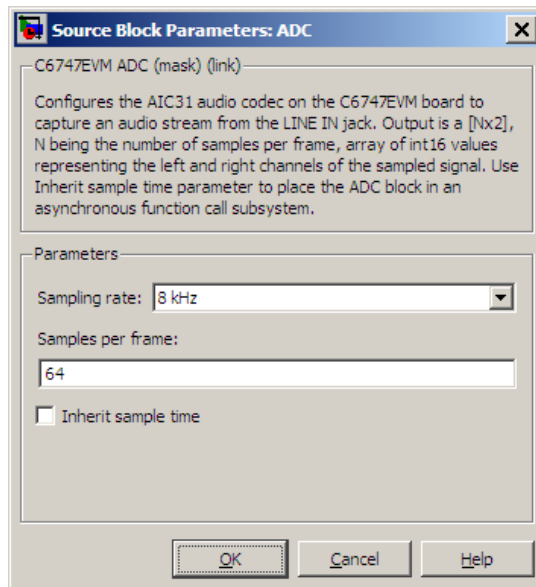 Source Block Parameters: ADC
C6747EVM ADC (mask) (link)
Configures the AIC31 audio codec on the C6747EVM board to
capture an audio stream from the LINE IN jack. Output is a [Nx2],
N being the number of samples per frame, array of int16 values
representing the left and right channels of the sampled signal. Use
Inherit sample time parameter to place the ADC block in an
asynchronous function call subsystem.
Parameters
Sampling rate: 8 kHz
Samples per frame:
64
Inherit sample time
OK Cancel Help